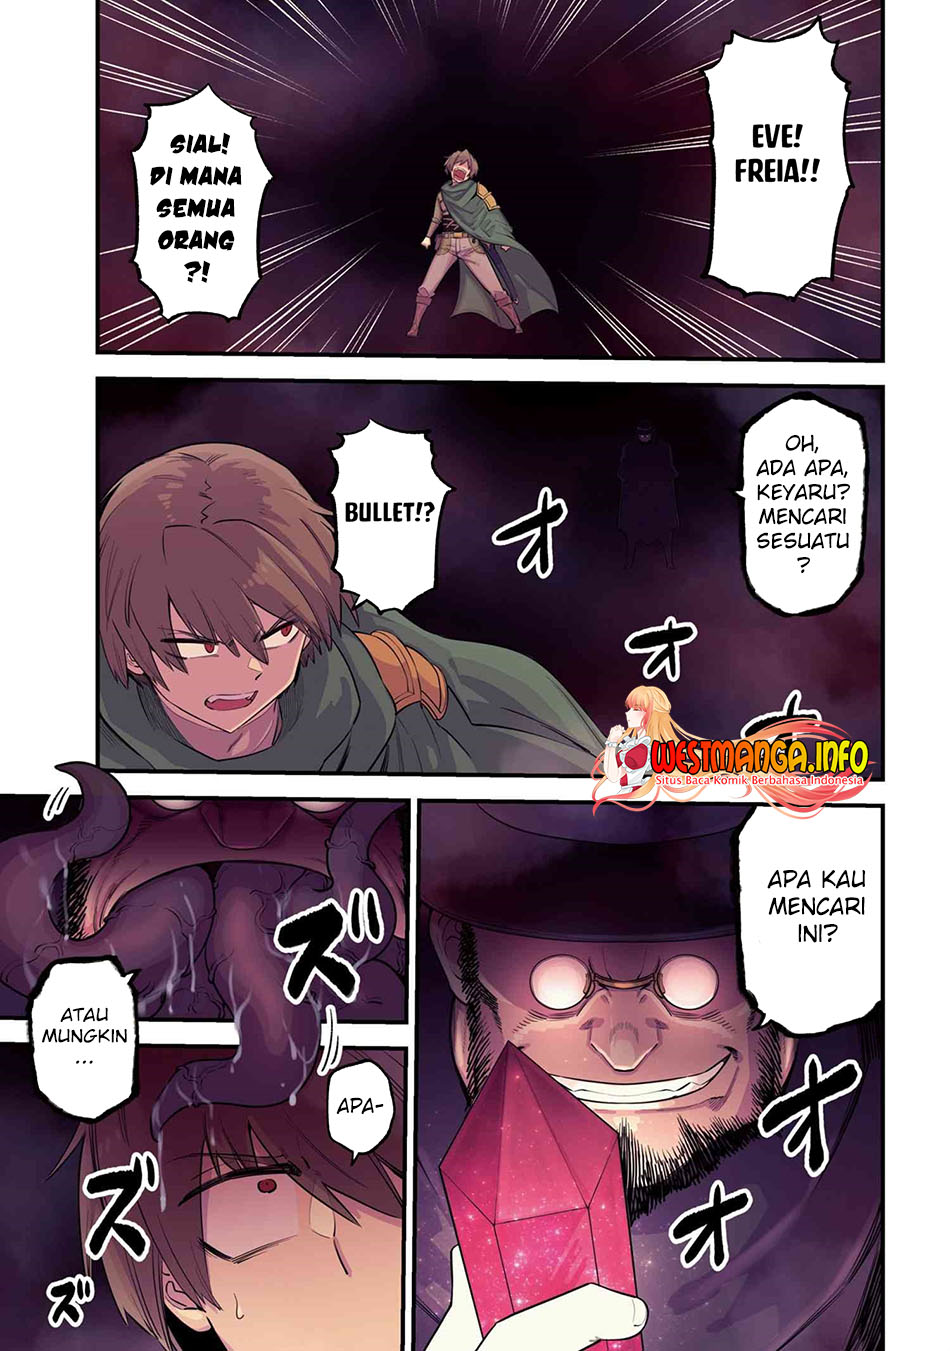 EVE!
FREIA!!
SIAL!
DI MANA
SEMUA
ORANG
?!
OH,
ADA APA,
KEYARU?
MENCARI
SESUATU
?
BULLET!?
オ
オ
オ
WESTMANGA.INFO
Situs Baca Komik Berbahasa Indonesia
APA KAU
MENCARI
INI?
オ
オ
ズ
ATAU
MUNGKIN
...
APA-
ズ
ズ